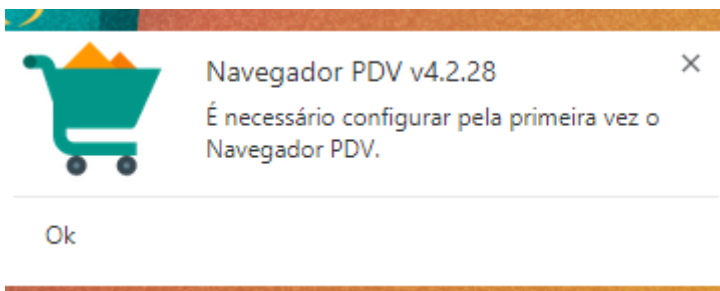 Navegador PDV v4.2.28
É necessário configurar pela primeira vez o
Navegador PDV.
Ok